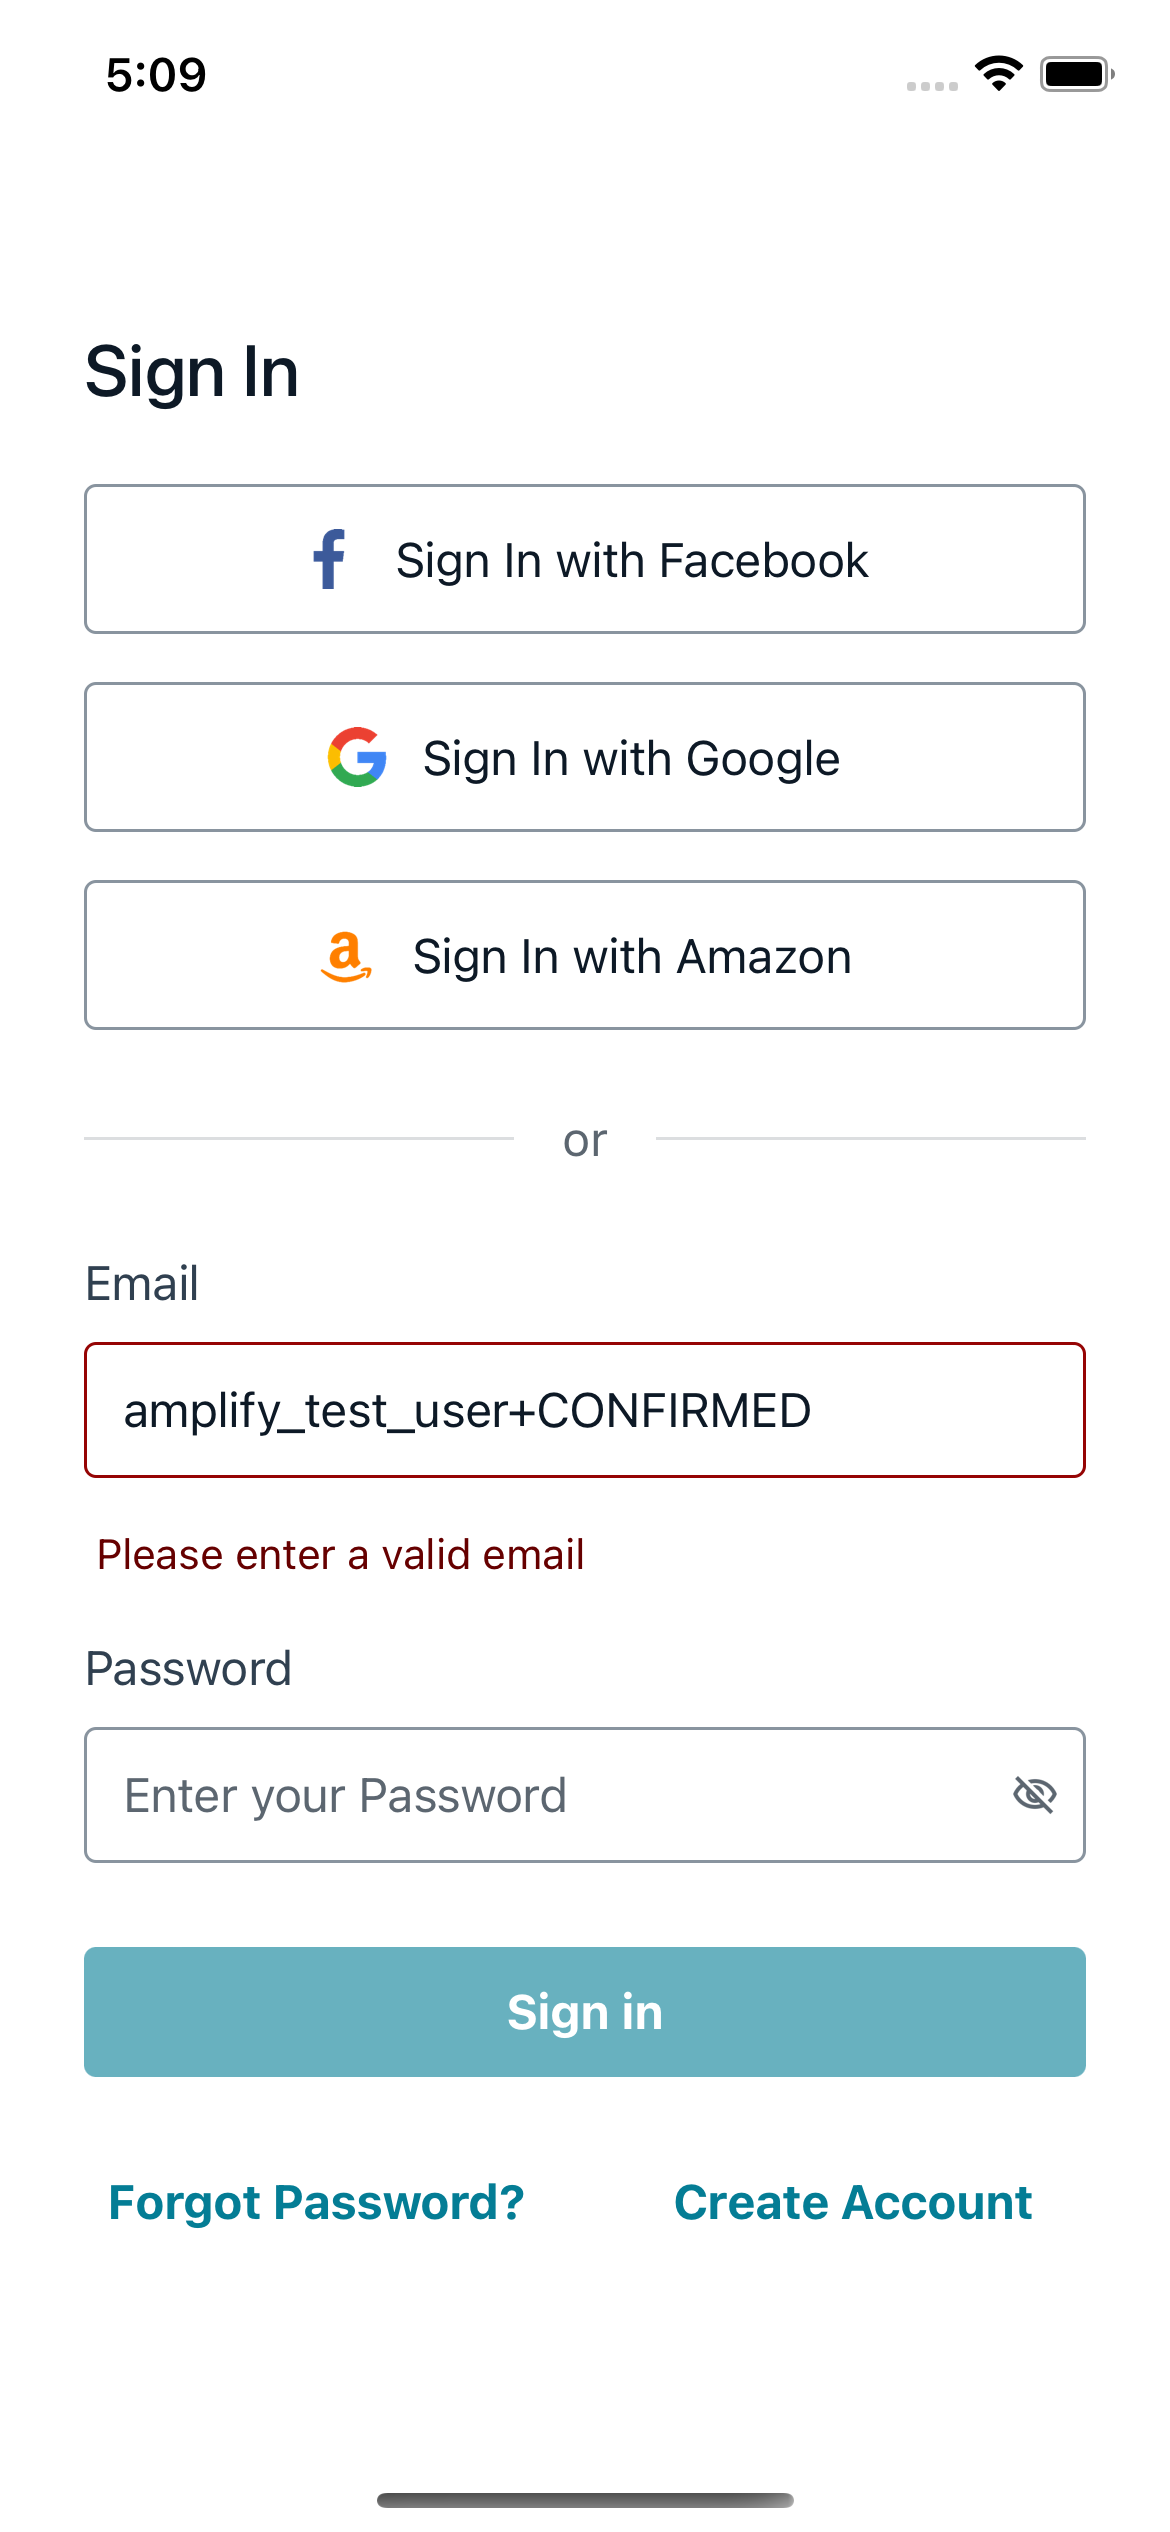 5:09
Sign In
Sign In with Facebook
Sign In with Google
Sign In with Amazon
or
Email
amplify_test_user+CONFIRMED
Please enter a valid email
Password
Enter your Password
Sign in
Forgot Password? Create Account